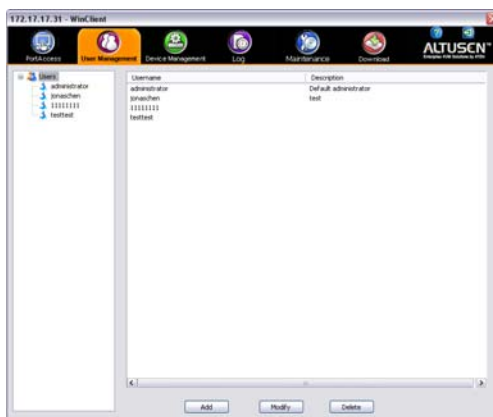 172.17.17.31 - WinClient
PortAccess User Management Device Management Log Maintenance Download
ALTUSEN™
Users
administrator
jonaschen
11111111
testtest
Username Description
administrator Default administrator
jonaschen test
11111111
testtest
Add Modify Delete